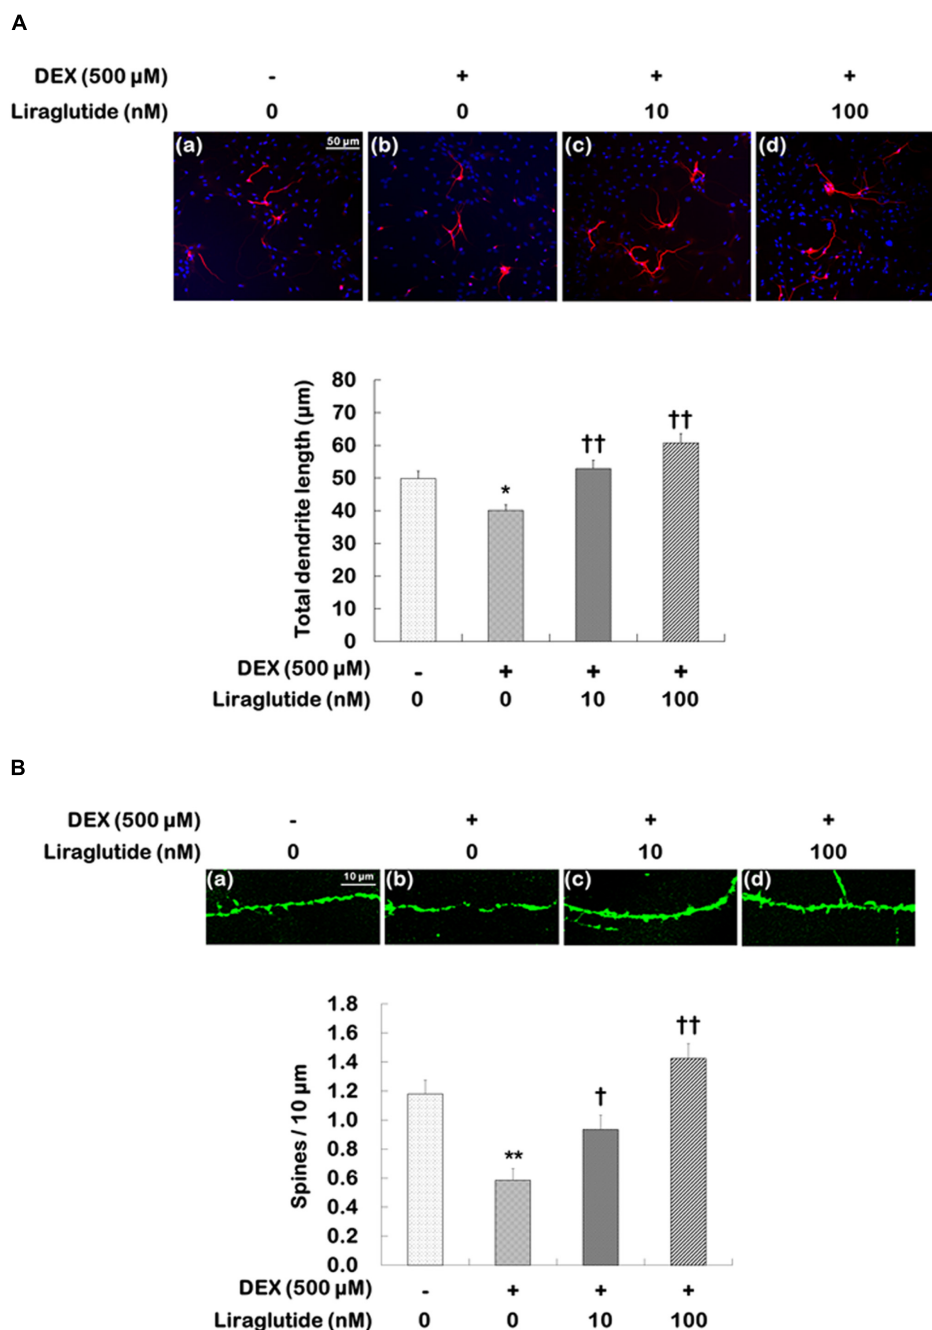 A
DEX (500 µM) - + + +
Liraglutide (nM) 0 0 10 100
(a) 50 µm (b) (c) (d)
Total dendrite length (µm)
80
70
60
50
40
30
20
10
0
* †† ††
DEX (500 µM) - + + +
Liraglutide (nM) 0 0 10 100
B
DEX (500 µM) - + + +
Liraglutide (nM) 0 0 10 100
(a) 10 µm (b) (c) (d)
Spines / 10 µm
1.8
1.6
1.4
1.2
1.0
0.8
0.6
0.4
0.2
0.0
** † ††
DEX (500 µM) - + + +
Liraglutide (nM) 0 0 10 100